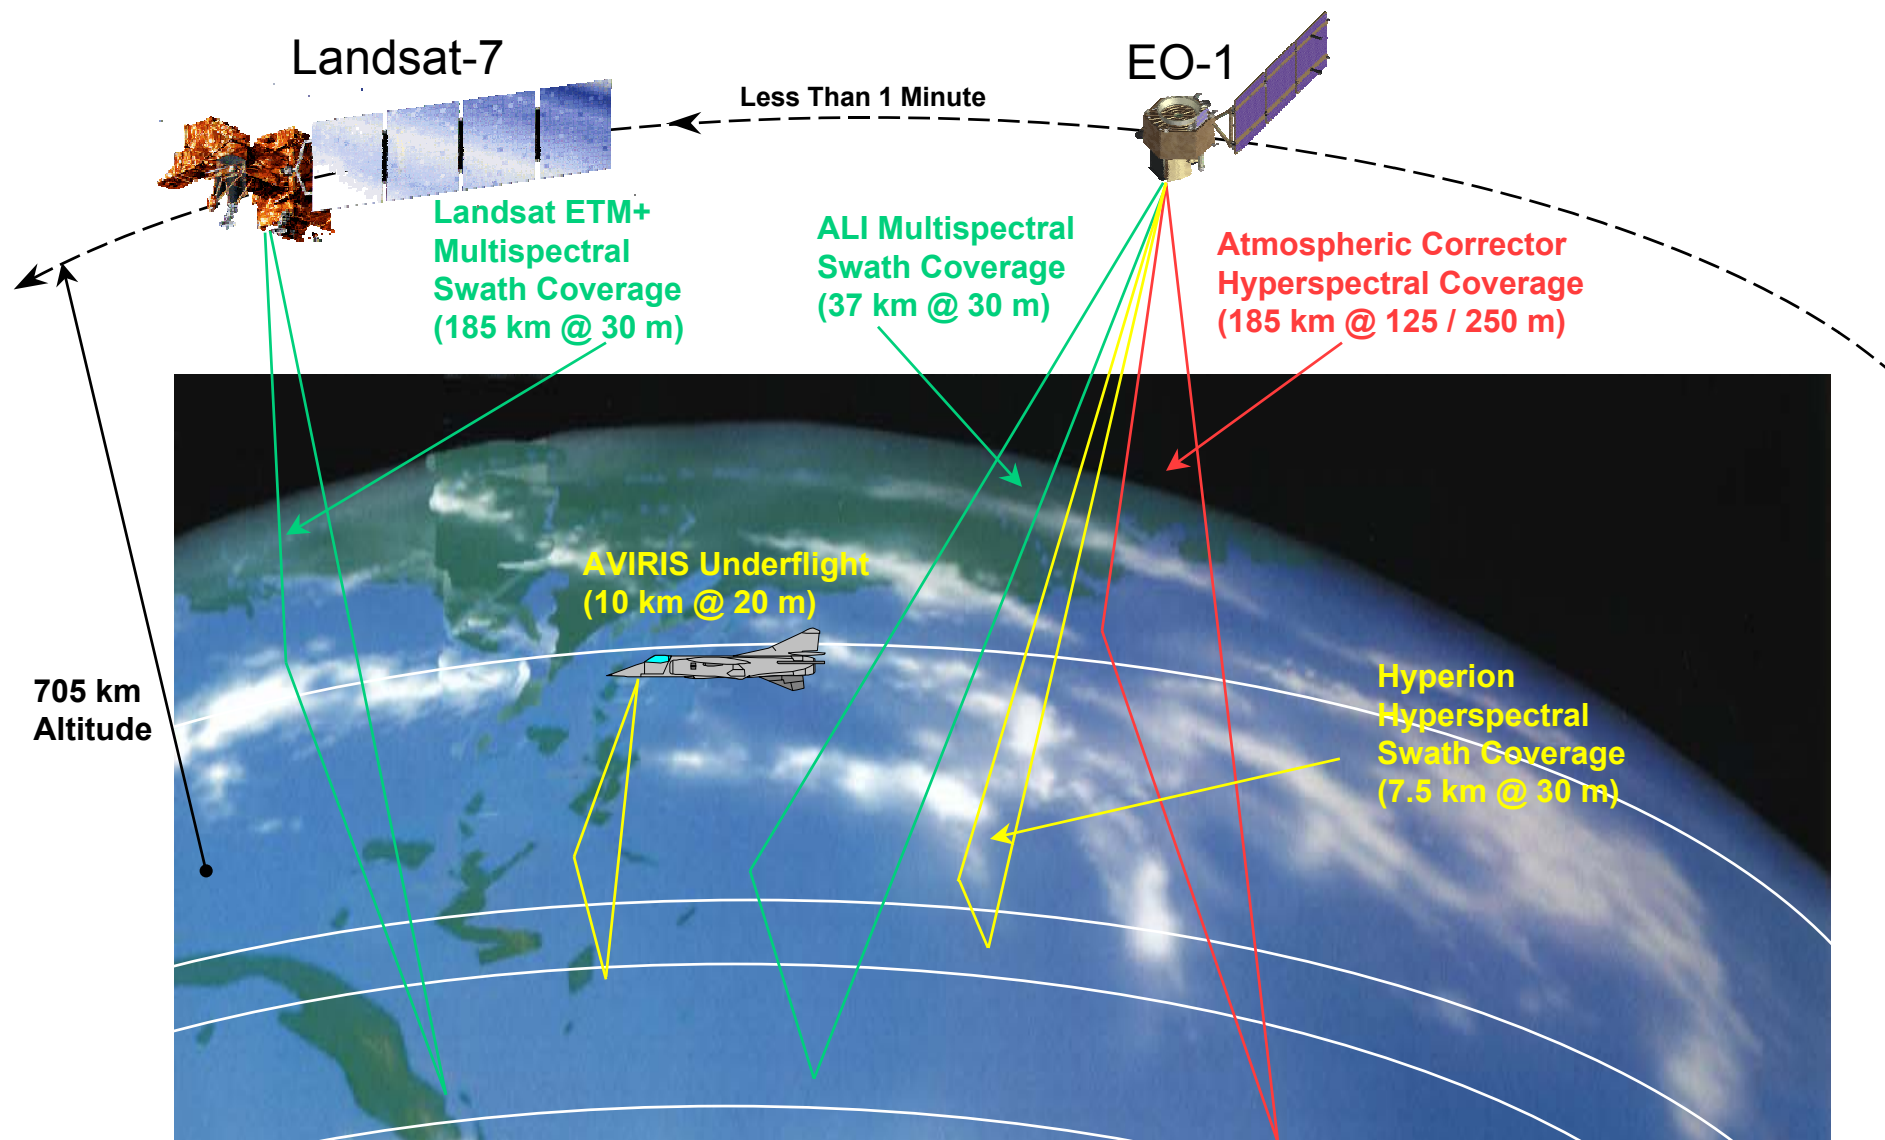 Landsat-7
EO-1
Less Than 1 Minute
Landsat ETM+
Multispectral
Swath Coverage
(185 km @ 30 m)
ALI Multispectral
Swath Coverage
(37 km @ 30 m)
Atmospheric Corrector
Hyperspectral Coverage
(185 km @ 125 / 250 m)
AVIRIS Underflight
(10 km @ 20 m)
705 km
Altitude
Hyperion
Hyperspectral
Swath Coverage
(7.5 km @ 30 m)